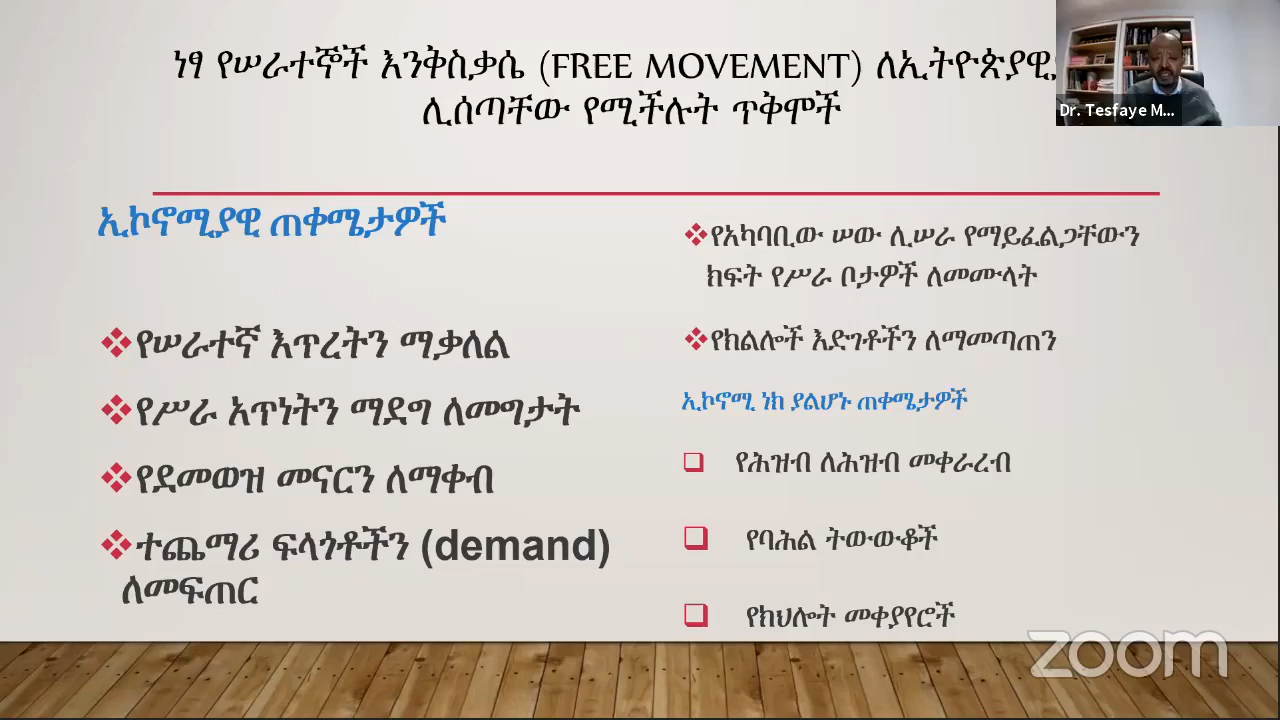 ነፃ የሠራተኞች እንቅስቃሴ (FREE MOVEMENT)
ሊሰጣቸው የሚችሉት ጥቅሞች
Dr. Tesfaye M...
ኢኮኖሚያዊ ጠቀሜታዎች
የሠራተኛ እጥረትን ማቃለል
የሥራ አጥነትን ማደግ ለመግታት
የደመወዝ መናርን ለማቀብ
ተጨማሪ ፍላጎቶችን (demand)
ለመፍጠር
የአካባቢው ሠው ሊሠራ የማይፈልጋቸውን
ክፍት የሥራ ቦታዎች ለመሙላት
የክልሎች እድገቶችን ለማመጣጠን
ኢኮኖሚ ነክ ያልሆኑ ጠቀሜታዎች
የሕዝብ ለሕዝብ መቀራረብ
የባሕል ትውውቆች
የክህሎት መቀያየሮች
zoom